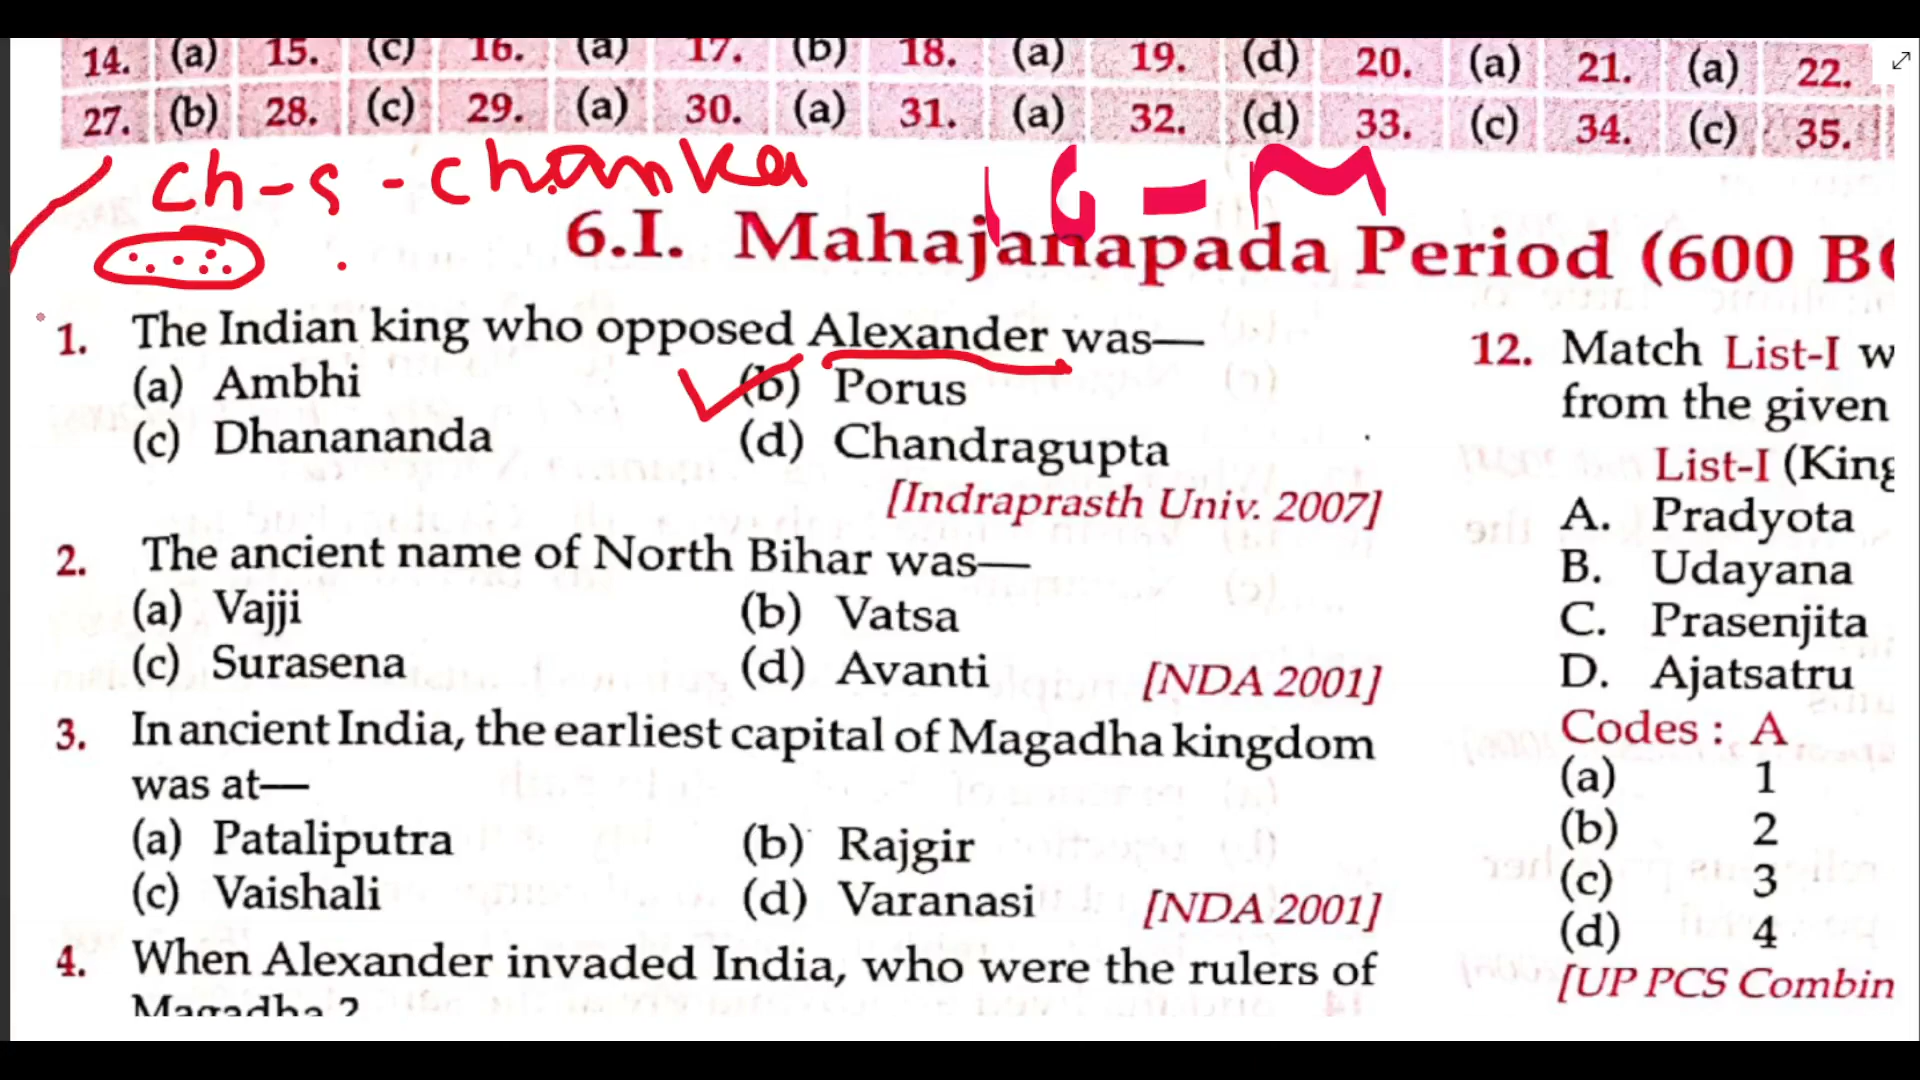 14. (a) 15. (c) 16. (a) 17. (b) 18. (a) 19. (d) 20. (a) 21. (a) 22.
27. (b) 28. (c) 29. (a) 30. (a) 31. (a) 32. (d) 33. (c) 34. (c) 35.
16 - M
6.I. Mahajanapada Period (600 B
1. The Indian king who opposed Alexander was—
(a) Ambhi (b) Porus
(c) Dhanananda (d) Chandragupta
[Indraprasth Univ. 2007]
2. The ancient name of North Bihar was—
(a) Vajji (b) Vatsa
(c) Surasena (d) Avanti [NDA 2001]
3. In ancient India, the earliest capital of Magadha kingdom
was at—
(a) Pataliputra (b) Rajgir
(c) Vaishali (d) Varanasi [NDA 2001]
4. When Alexander invaded India, who were the rulers of
Magadha ?
12. Match List-I w
from the given
List-I (King
A. Pradyota
B. Udayana
C. Prasenjita
D. Ajatsatru
Codes : A
(a) 1
(b) 2
(c) 3
(d) 4
[UP PCS Combin